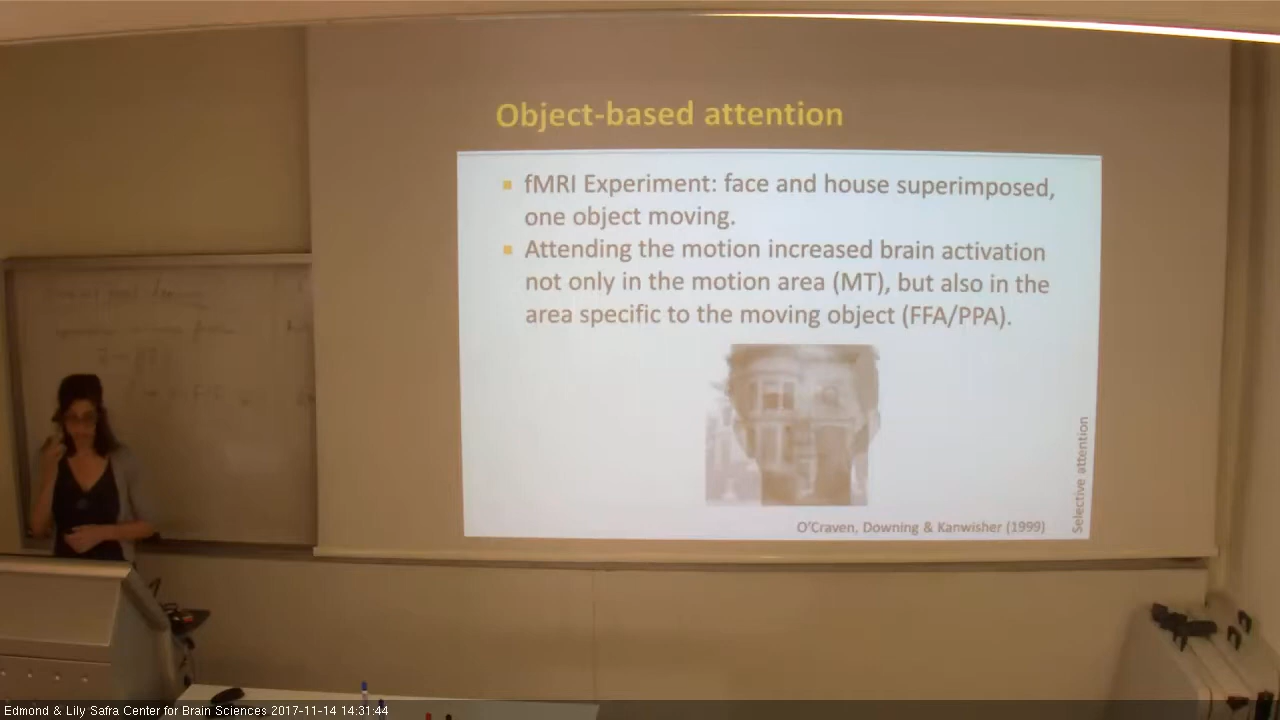 Object-based attention
fMRI Experiment: face and house superimposed,
one object moving.
Attending the motion increased brain activation
not only in the motion area (MT), but also in the
area specific to the moving object (FFA/PPA).
O'Craven, Downing & Kanwisher (1999)
Selective attention
Edmond & Lily Safra Center for Brain Sciences 2017-11-14 14:31:44